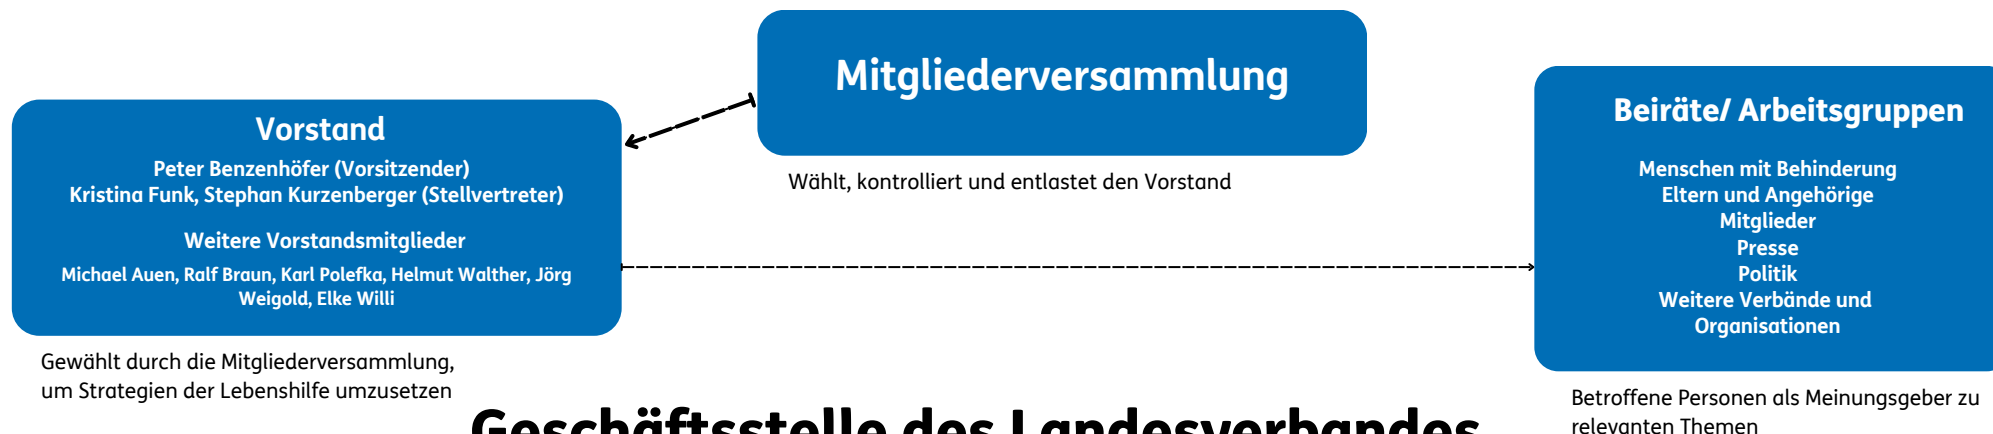 Mitgliederversammlung
Wählt, kontrolliert und entlastet den Vorstand
Vorstand
Peter Benzenhöfer (Vorsitzender)
Kristina Funk, Stephan Kurzenberger (Stellvertreter)
Weitere Vorstandsmitglieder
Michael Auen, Ralf Braun, Karl Polefka, Helmut Walther, Jörg
Weigold, Elke Willi
Gewählt durch die Mitgliederversammlung,
um Strategien der Lebenshilfe umzusetzen
Beiräte/ Arbeitsgruppen
Menschen mit Behinderung
Eltern und Angehörige
Mitglieder
Presse
Politik
Weitere Verbände und
Organisationen
Betroffene Personen als Meinungsgeber zu
relevanten Themen
Geschäftsstelle des Landesverbandes